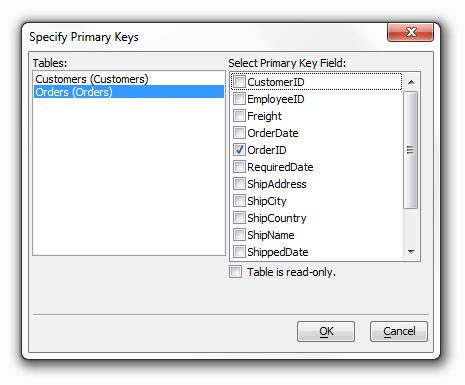 Specify Primary Keys
Tables:
Customers (Customers)
Orders (Orders)
Select Primary Key Field:
CustomerID
EmployeeID
Freight
OrderDate
OrderID
RequiredDate
ShipAddress
ShipCity
ShipCountry
ShipName
ShippedDate
Table is read-only.
OK
Cancel